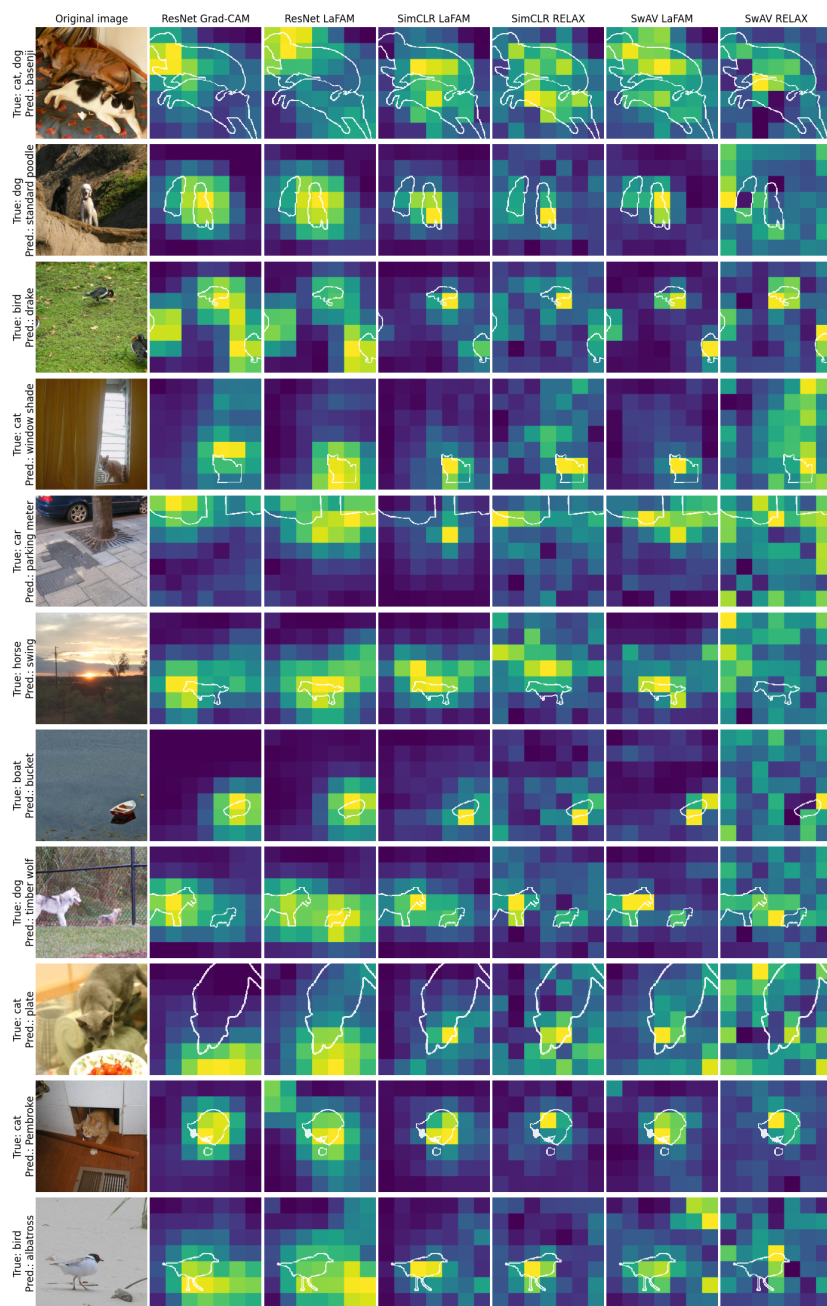 Original image
ResNet Grad-CAM
ResNet LaFAM
SimCLR LaFAM
SimCLR RELAX
SwAV LaFAM
SwAV RELAX
True: cat, dog
Pred.: basenji
True: dog
Pred.: standard poodle
True: bird
Pred.: drake
True: cat
Pred.: window shade
True: car
Pred.: parking meter
True: horse
Pred.: swing
True: boat
Pred.: bucket
True: dog
Pred.: timber wolf
True: cat
Pred.: plate
True: cat
Pred.: Pembroke
True: bird
Pred.: albatross